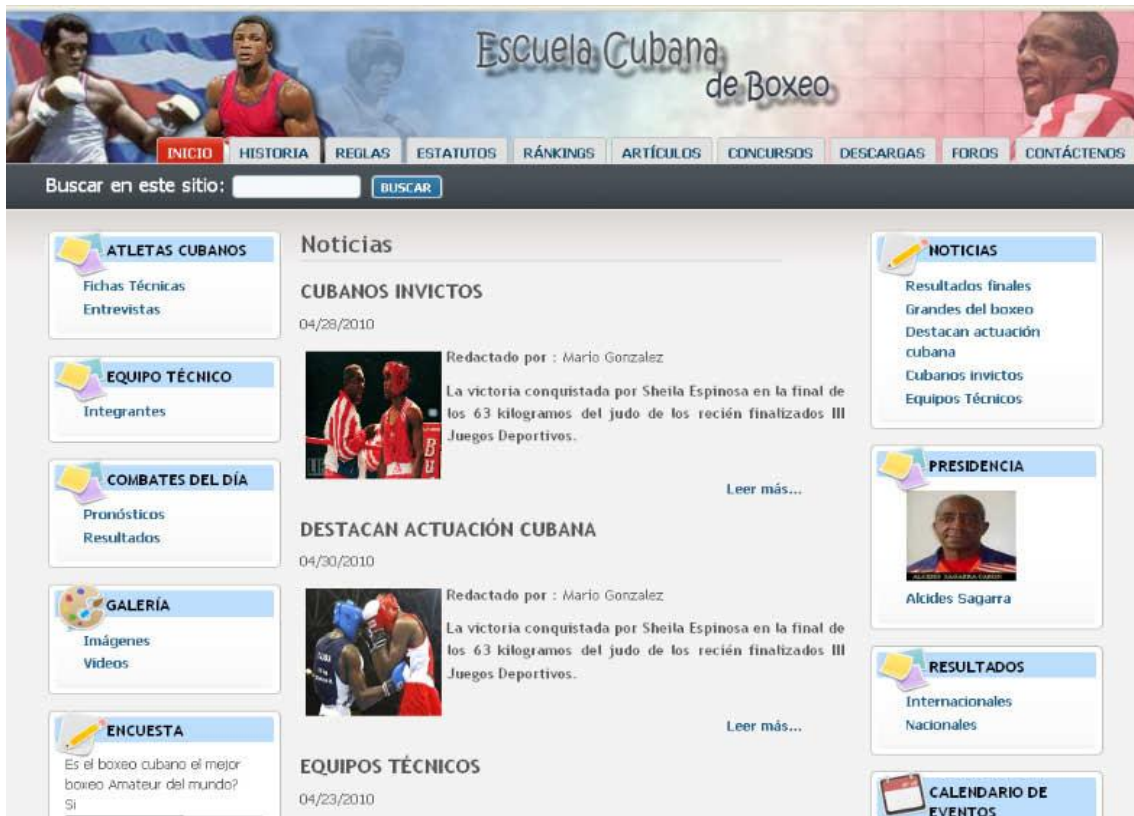 Escuela Cubana
de Boxeo
INICIO HISTORIA REGLAS ESTATUTOS RÁNKINGS ARTÍCULOS CONCURSOS DESCARGAS FOROS CONTÁCTENOS
Buscar en este sitio: BUSCAR
ATLETAS CUBANOS
Fichas Técnicas
Entrevistas
EQUIPO TÉCNICO
Integrantes
COMBATES DEL DÍA
Pronósticos
Resultados
GALERÍA
Imágenes
Videos
ENCUESTA
Es el boxeo cubano el mejor
boxeo Amateur del mundo?
Si
Noticias
CUBANOS INVICTOS
04/28/2010
Redactado por : Mario Gonzalez
La victoria conquistada por Sheila Espinosa en la final de
los 63 kilogramos del judo de los recién finalizados III
Juegos Deportivos.
Leer más...
DESTACAN ACTUACIÓN CUBANA
04/30/2010
Redactado por : Mario Gonzalez
La victoria conquistada por Sheila Espinosa en la final de
los 63 kilogramos del judo de los recién finalizados III
Juegos Deportivos.
Leer más...
EQUIPOS TÉCNICOS
04/23/2010
NOTICIAS
Resultados finales
Grandes del boxeo
Destacan actuación
cubana
Cubanos invictos
Equipos Técnicos
PRESIDENCIA
Alcides Sagarra
RESULTADOS
Internacionales
Nacionales
CALENDARIO DE
EVENTOS